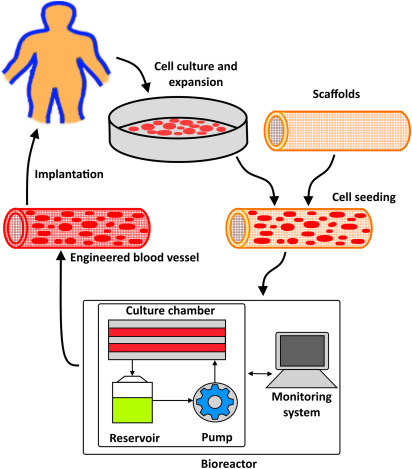 Cell culture and
expansion
Scaffolds
Implantation
Cell seeding
Engineered blood vessel
Culture chamber
Monitoring
system
Reservoir
Pump
Bioreactor